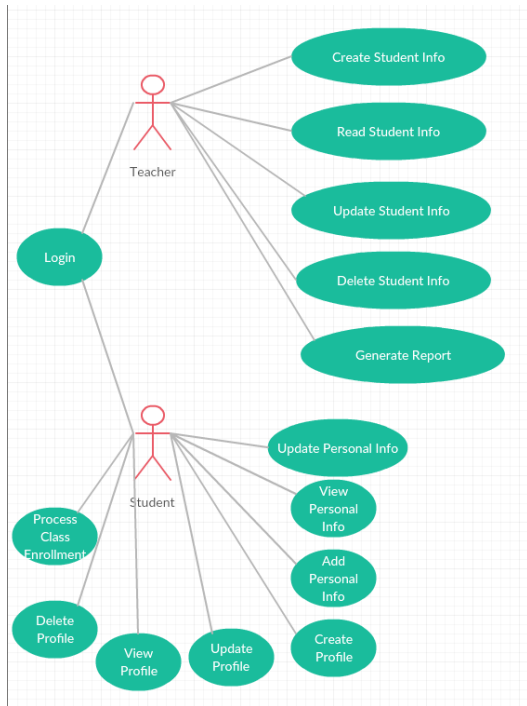 Create Student Info
Read Student Info
Teacher
Update Student Info
Login
Delete Student Info
Generate Report
Update Personal Info
Student
View
Personal
Info
Process
Class
Enrollment
Add
Personal
Info
Delete
Profile
View
Profile
Update
Profile
Create
Profile